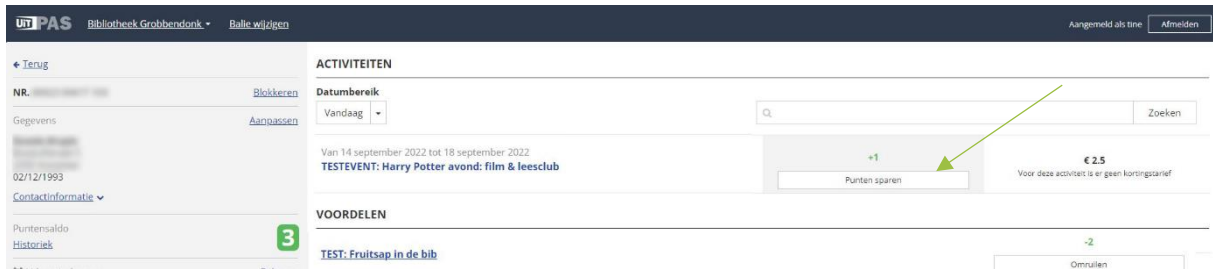 UiTPAS Bibliotheek Grobbendonk Balie wijzigen Aangemeld als tine Afmelden
Terug
NR. Blokkeren
Gegevens Aanpassen
02/12/1993
Contactinformatie
Puntensaldo
Historiek 3
ACTIVITEITEN
Datumbereik
Vandaag Zoeken
Van 14 september 2022 tot 18 september 2022
TESTEVENT: Harry Potter avond: film & leesclub
+1
Punten sparen
€ 2.5
Voor deze activiteit is er geen kortingstarief
VOORDELEN
TEST: Fruitsap in de bib
-2
Omruilen